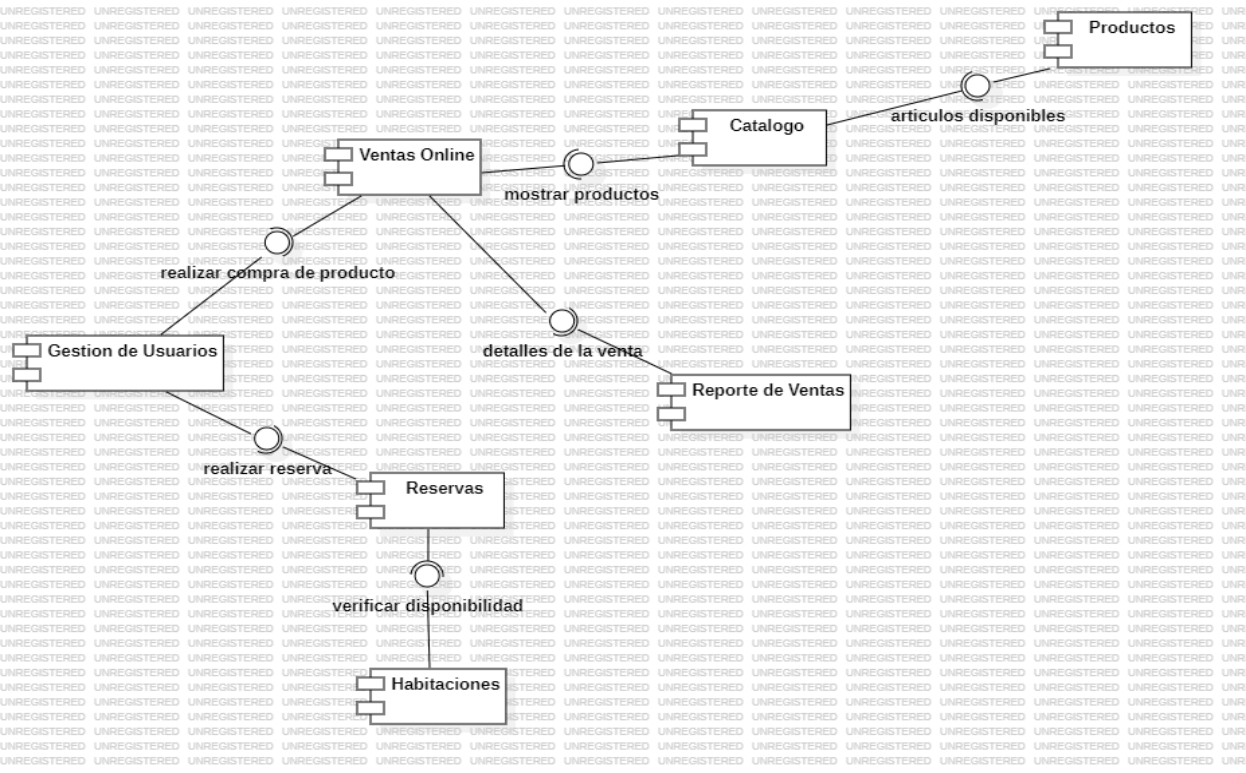 Productos
articulos disponibles
Catalogo
Ventas Online
mostrar productos
realizar compra de producto
Gestion de Usuarios
detalles de la venta
Reporte de Ventas
realizar reserva
Reservas
verificar disponibilidad
Habitaciones
UNREGISTERED